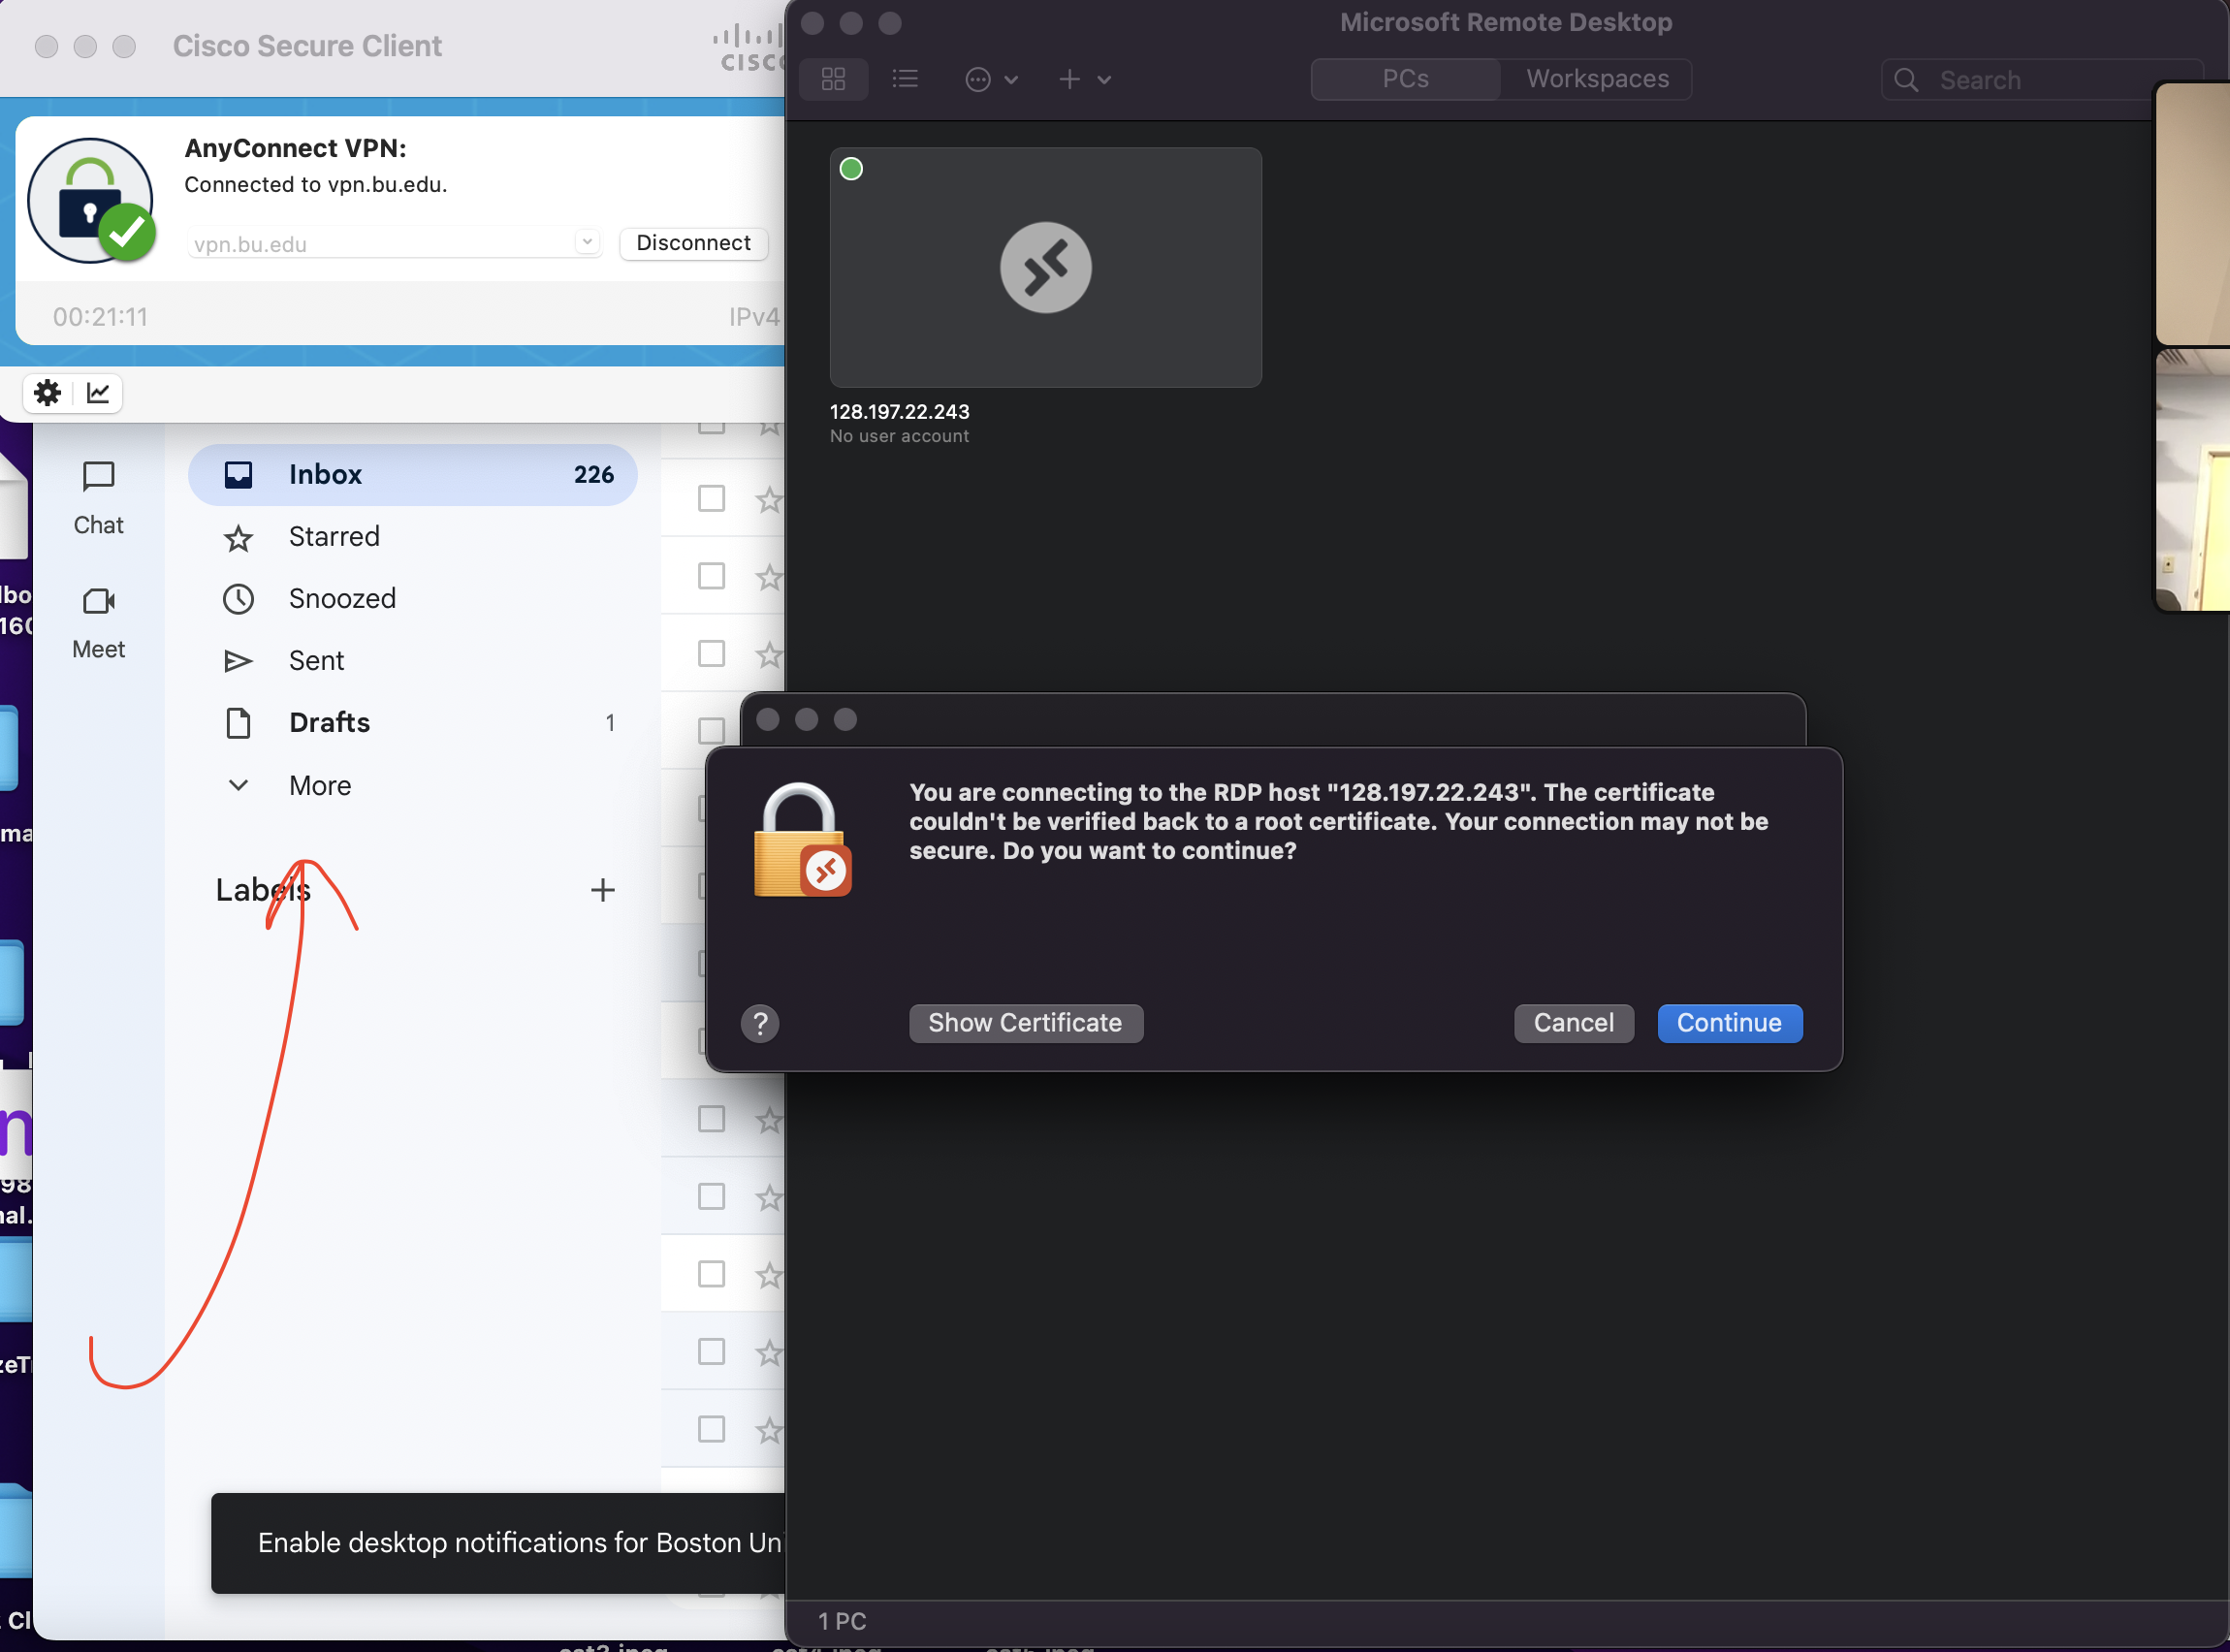 Cisco Secure Client
CISCO
AnyConnect VPN:
Connected to vpn.bu.edu.
vpn.bu.edu
Disconnect
00:21:11
IPv4
Chat
Meet
Inbox 226
Starred
Snoozed
Sent
Drafts 1
More
Labels
Enable desktop notifications for Boston
Microsoft Remote Desktop
PCs
Workspaces
Search
128.197.22.243
No user account
You are connecting to the RDP host "128.197.22.243". The certificate
couldn't be verified back to a root certificate. Your connection may not be
secure. Do you want to continue?
?
Show Certificate
Cancel
Continue
1 PC